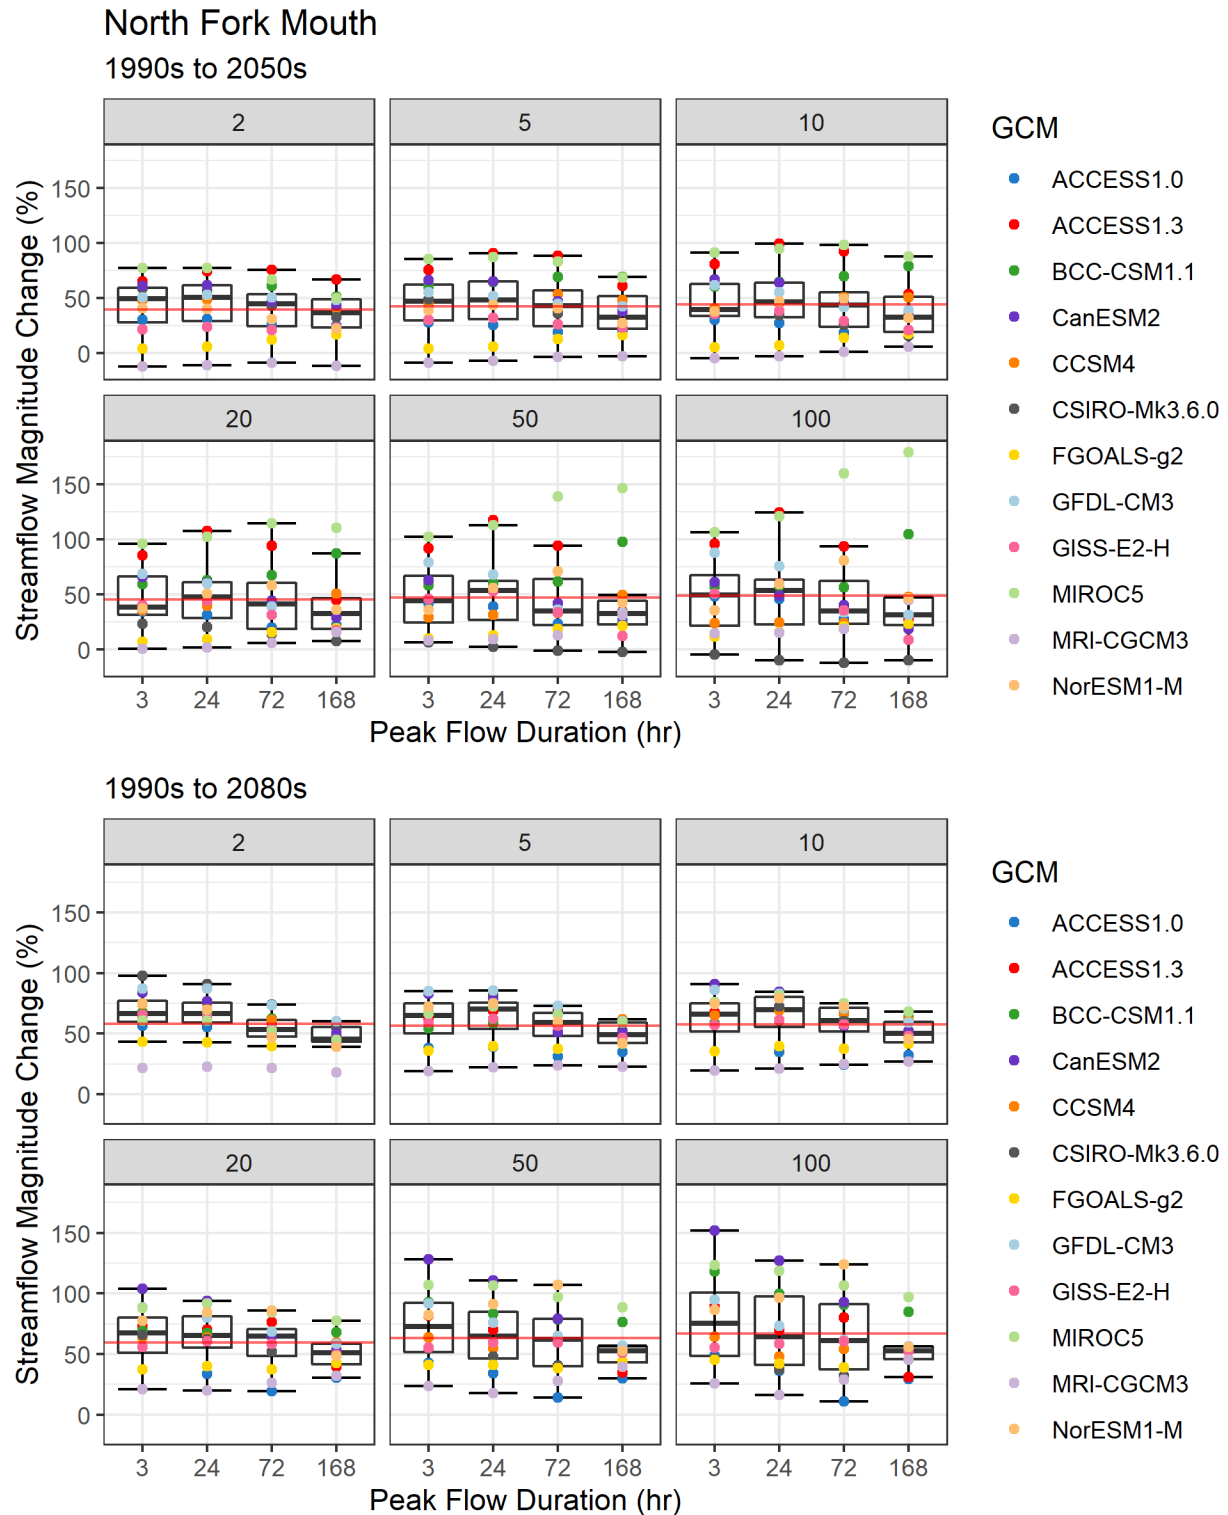 North Fork Mouth
1990s to 2050s
2 5 10
Streamflow Magnitude Change (%)
150
100
50
0
20 50 100
150
100
50
0
3 24 72 168 3 24 72 168 3 24 72 168
Peak Flow Duration (hr)
GCM
ACCESS1.0
ACCESS1.3
BCC-CSM1.1
CanESM2
CCSM4
CSIRO-Mk3.6.0
FGOALS-g2
GFDL-CM3
GISS-E2-H
MIROC5
MRI-CGCM3
NorESM1-M
1990s to 2080s
2 5 10
Streamflow Magnitude Change (%)
150
100
50
0
20 50 100
150
100
50
0
3 24 72 168 3 24 72 168 3 24 72 168
Peak Flow Duration (hr)
GCM
ACCESS1.0
ACCESS1.3
BCC-CSM1.1
CanESM2
CCSM4
CSIRO-Mk3.6.0
FGOALS-g2
GFDL-CM3
GISS-E2-H
MIROC5
MRI-CGCM3
NorESM1-M